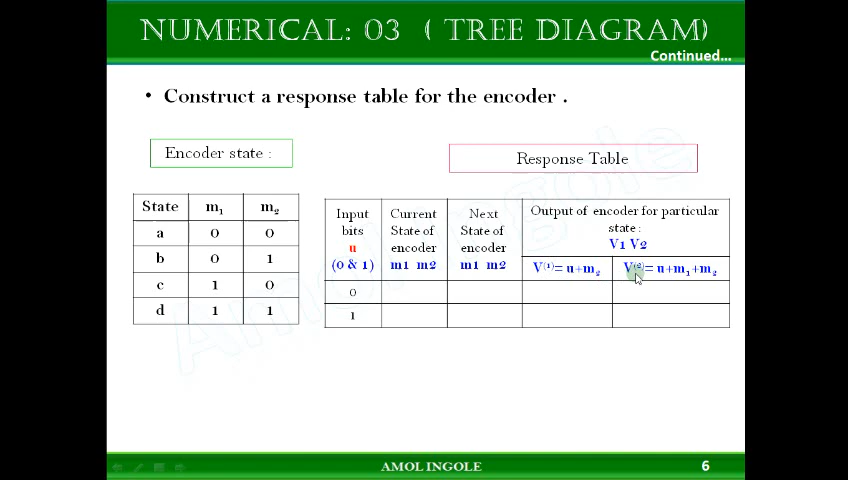 NUMERICAL: 03 ( TREE DIAGRAM)
Continued...
• Construct a response table for the encoder .
Encoder state :
Response Table
State m1 m2
a 0 0
b 0 1
c 1 0
d 1 1
Input bits u (0 & 1)
Current State of encoder m1 m2
Next State of encoder m1 m2
Output of encoder for particular state :
V1 V2
V(1)= u+m2
V(2)= u+m1+m2
0
1
Amol Ingole
AMOL INGOLE
6